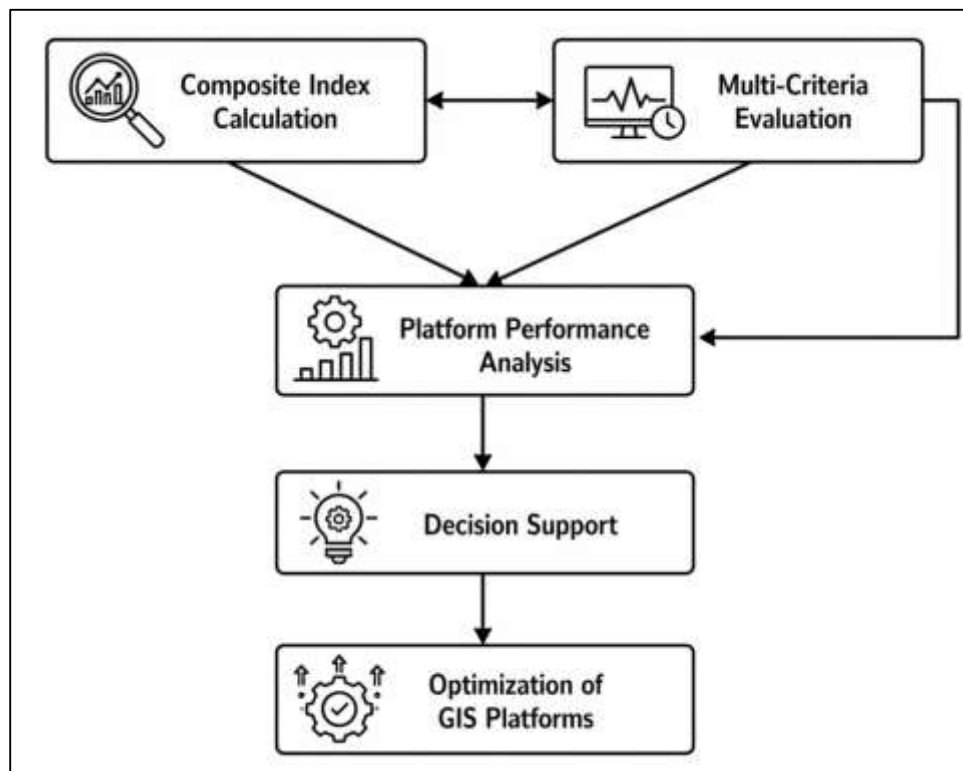 Composite Index
Calculation
Multi-Criteria
Evaluation
Platform Performance
Analysis
Decision Support
Optimization of
GIS Platforms